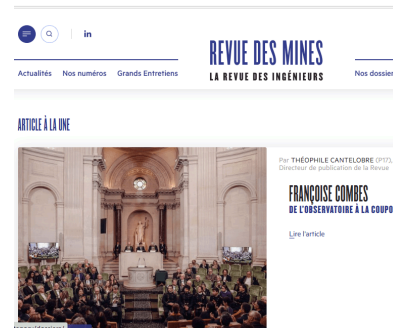 in
REVUE DES MINES
LA REVUE DES INGÉNIEURS
Actualités Nos numéros Grands Entretiens Nos dossier
ARTICLE À LA UNE
Par THÉOPHILE CANTELOBRE (P17),
Directeur de publication de la Revue
FRANÇOISE COMBES
DE L'OBSERVATOIRE À LA COUPO
Lire l'article